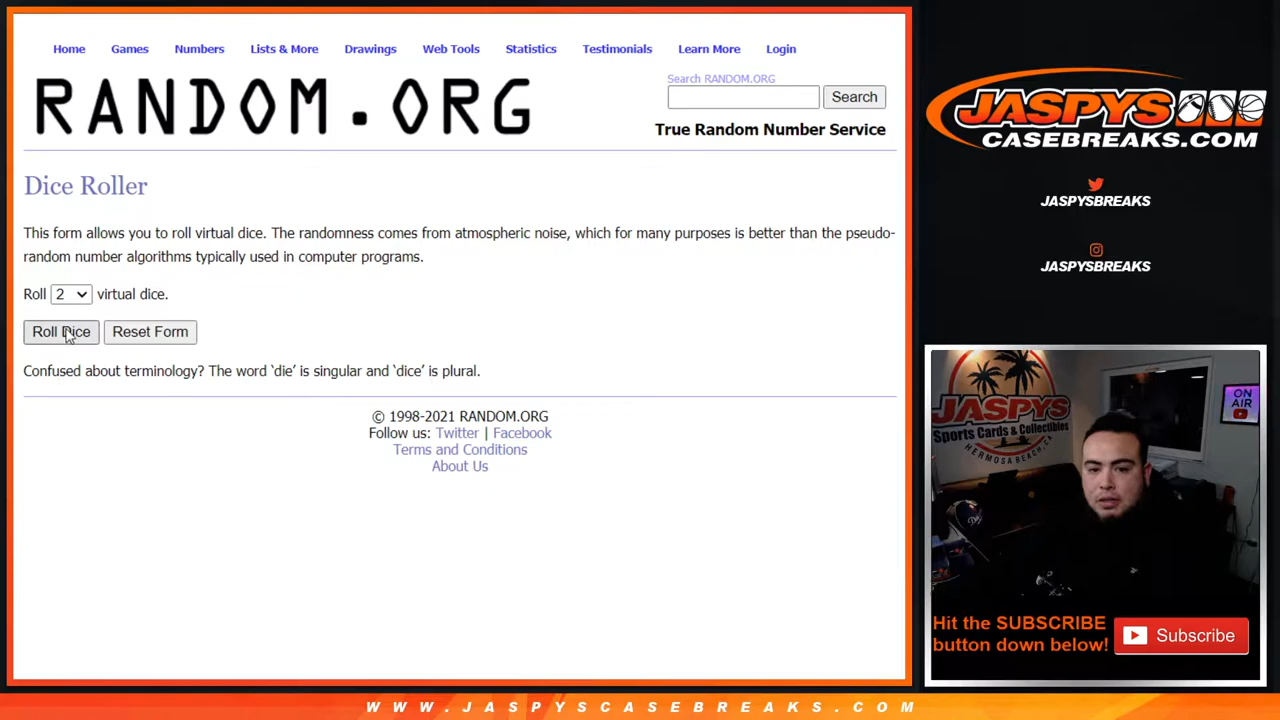 Home Games Numbers Lists & More Drawings Web Tools Statistics Testimonials Learn More Login
RANDOM.ORG
Search RANDOM.ORG
Search
True Random Number Service
Dice Roller
This form allows you to roll virtual dice. The randomness comes from atmospheric noise, which for many purposes is better than the pseudo-
random number algorithms typically used in computer programs.
Roll 2 virtual dice.
Roll Dice Reset Form
Confused about terminology? The word ‘die’ is singular and ‘dice’ is plural.
© 1998-2021 RANDOM.ORG
Follow us: Twitter | Facebook
Terms and Conditions
About Us
JASPYS
CASEBREAKS.COM
JASPYSBREAKS
JASPYSBREAKS
JASPYS
Sports Cards & Collectibles
HERMOSA BEACH, CA
ON
AIR
Hit the SUBSCRIBE
button down below!
Subscribe
WWW.JASPYSCASEBREAKS.COM